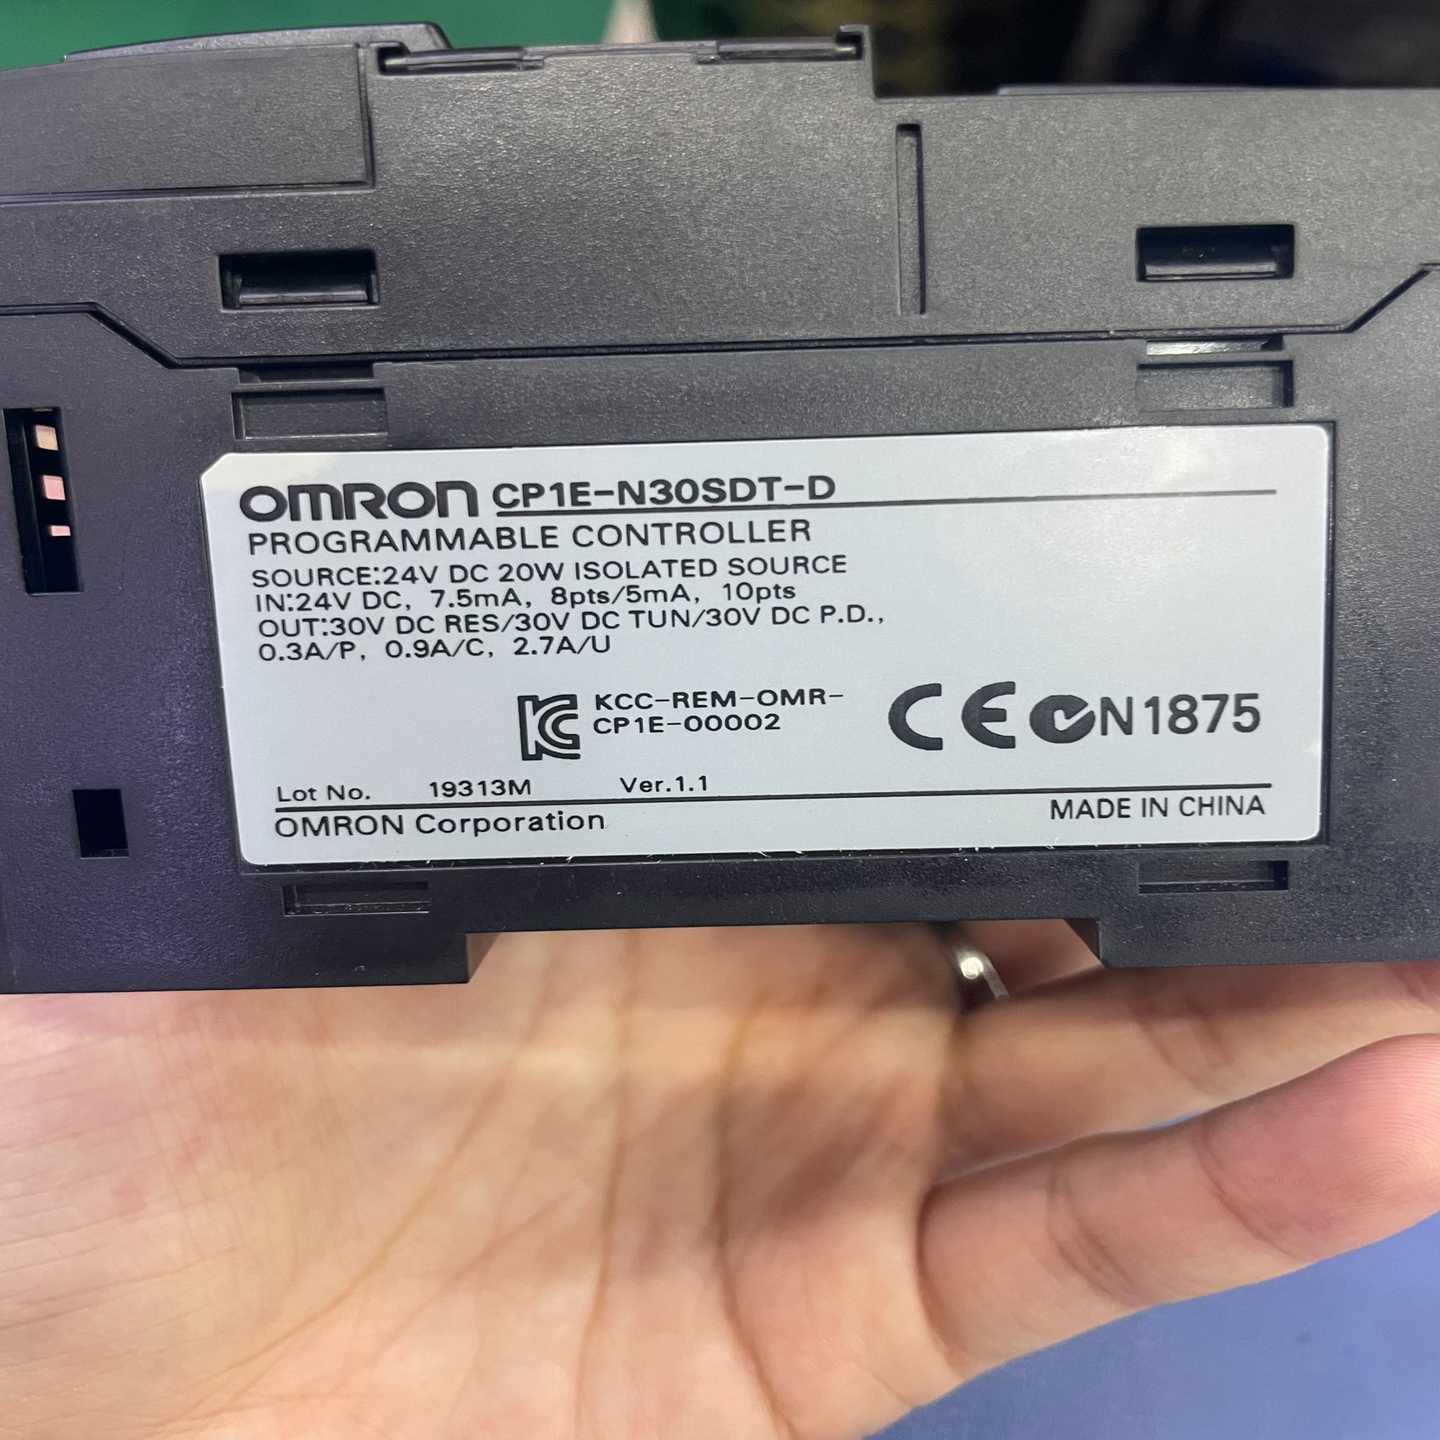 OMRON CP1E-N30SDT-D
PROGRAMMABLE CONTROLLER
SOURCE:24V DC 20W ISOLATED SOURCE
IN:24V DC, 7.5mA, 8pts/5mA, 10pts
OUT:30V DC RES/30V DC TUN/30V DC P.D.,
0.3A/P, 0.9A/C, 2.7A/U
KCC-REM-OMR-
CP1E-00002
CE N1875
Lot No. 19313M Ver.1.1
OMRON Corporation MADE IN CHINA